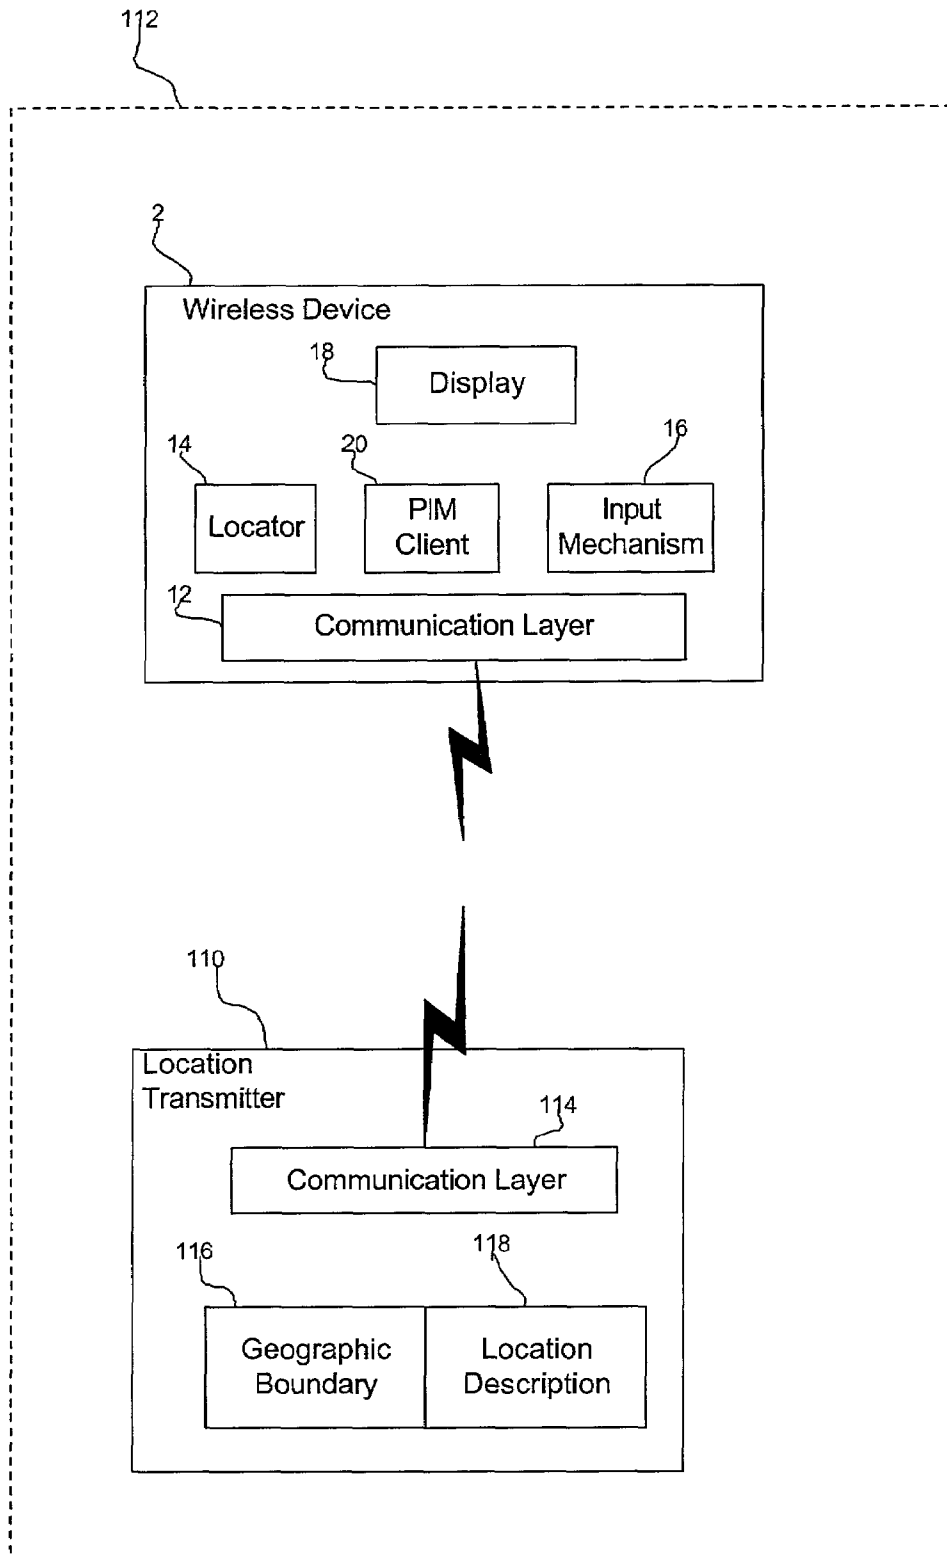 112
2
Wireless Device
18
Display
14
20
16
Locator
PIM
Client
Input
Mechanism
12
Communication Layer
110
Location
Transmitter
114
Communication Layer
116
118
Geographic
Boundary
Location
Description